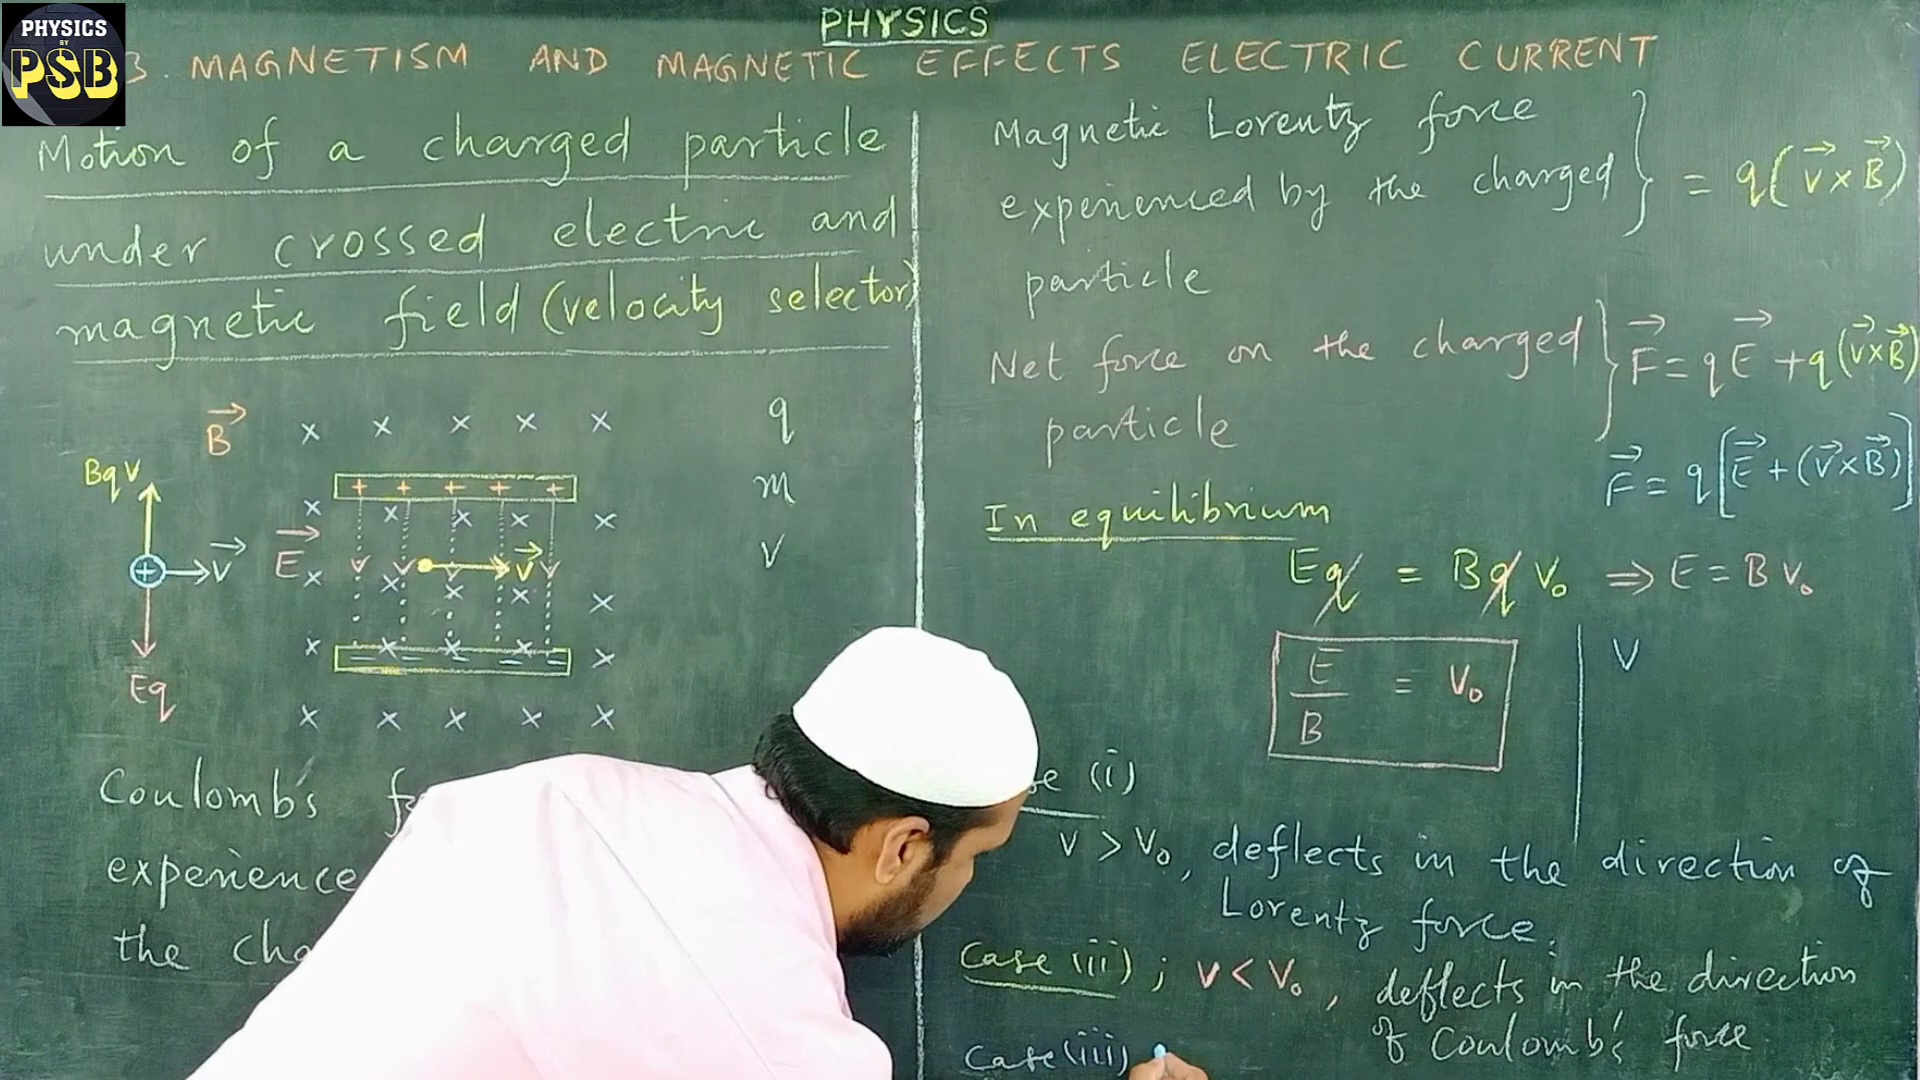 PHYSICS
BY
PSB
PHYSICS
3. MAGNETISM AND MAGNETIC EFFECTS ELECTRIC CURRENT
Motion of a charged particle
under crossed electric and
magnetic field (velocity selector)
B⃗ × × × × ×
q
Bqv
+ + + + +
m
× × × × ×
+ v⃗ E⃗ v⃗
v
× × × × ×
× × × × ×
− − − − −
Eq
× × × × ×
Coulomb's
experience
the
Magnetic Lorentz force
experienced by the charged } = q(v⃗×B⃗)
particle
Net force on the charged } F⃗ = qE⃗ + q(v⃗×B⃗)
particle
F⃗ = q[E⃗ + (v⃗×B⃗)]
In equilibrium
Eq = Bqv₀ ⇒ E = Bv₀
E/B = v₀
v
(i)
v > v₀, deflects in the direction of
Lorentz force.
Case (ii) ; v < v₀, deflects in the direction
of Coulomb's force
Case (iii)